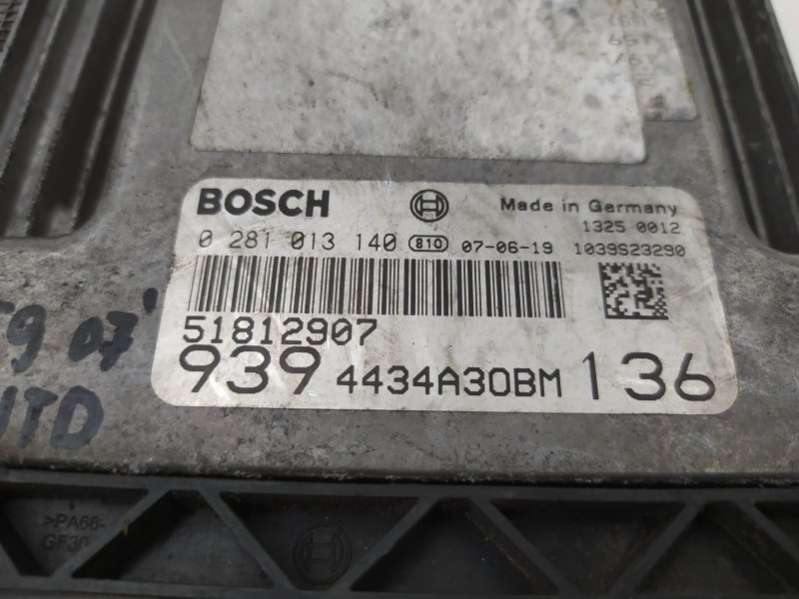 BOSCH Made in Germany
1325 0012
0 281 013 140 810 07-06-19 1039S23290
51812907
939 4434A30BM 136
9 07'
JTD
>PA66-
GF30